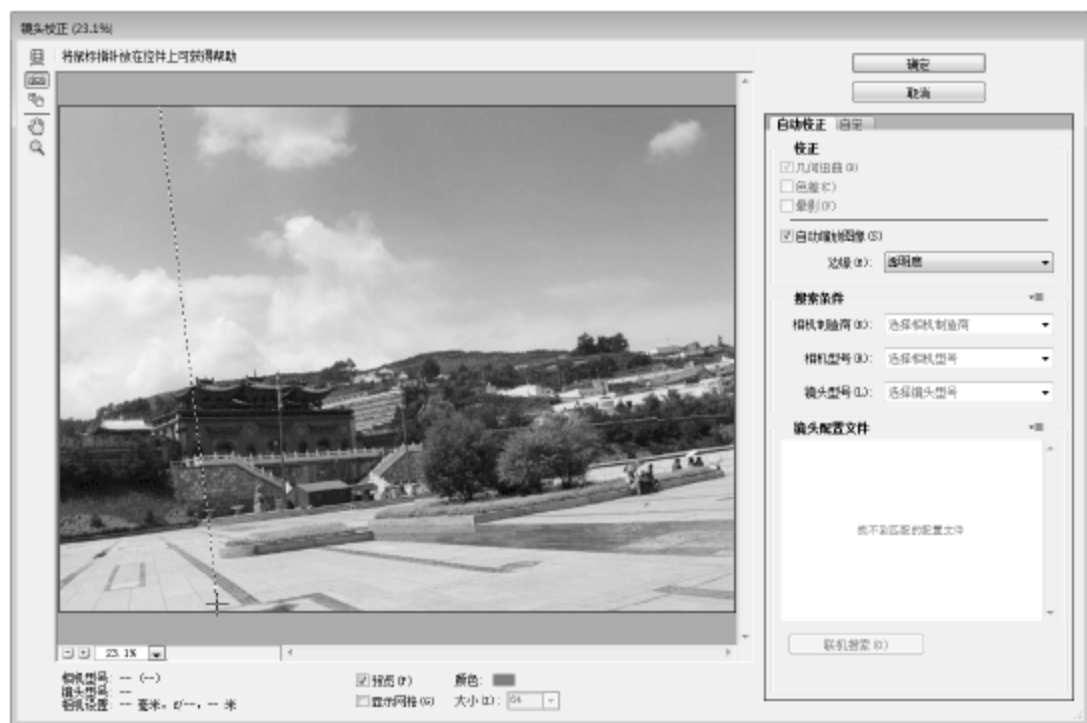 镜头校正 (23.1%)
将鼠标指针放在控件上可获得帮助
确定
取消
自动校正 自定
校正
几何扭曲(D)
色差(C)
晕影(V)
自动缩放图像(S)
边缘(E): 透明度
搜索条件
相机制造商(K): 选择相机制造商
相机型号(R): 选择相机型号
镜头型号(L): 选择镜头型号
镜头配置文件
找不到匹配的配置文件
联机搜索(O)
23.1%
相机型号: -- (--)
镜头型号: --
相机设置: -- 毫米, f/--, -- 米
预览(P) 颜色:
显示网格(G) 大小(I): 64